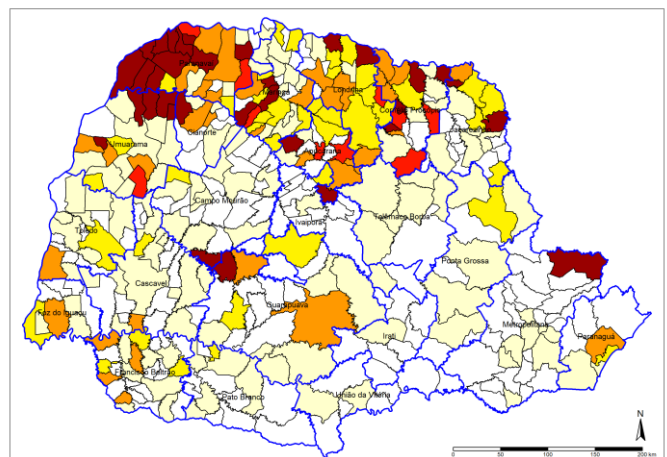 Paranavaí
Maringá
Londrina
Cornélio Procópio
Jacarezinho
Cianorte
Umuarama
Apucarana
Campo Mourão
Ivaiporã
Telêmaco Borba
Toledo
Cascavel
Ponta Grossa
Guarapuava
Foz do Iguaçu
Irati
Metropolitana
Paranaguá
Francisco Beltrão
Pato Branco
União da Vitória
N
0 50 100 150 200 km